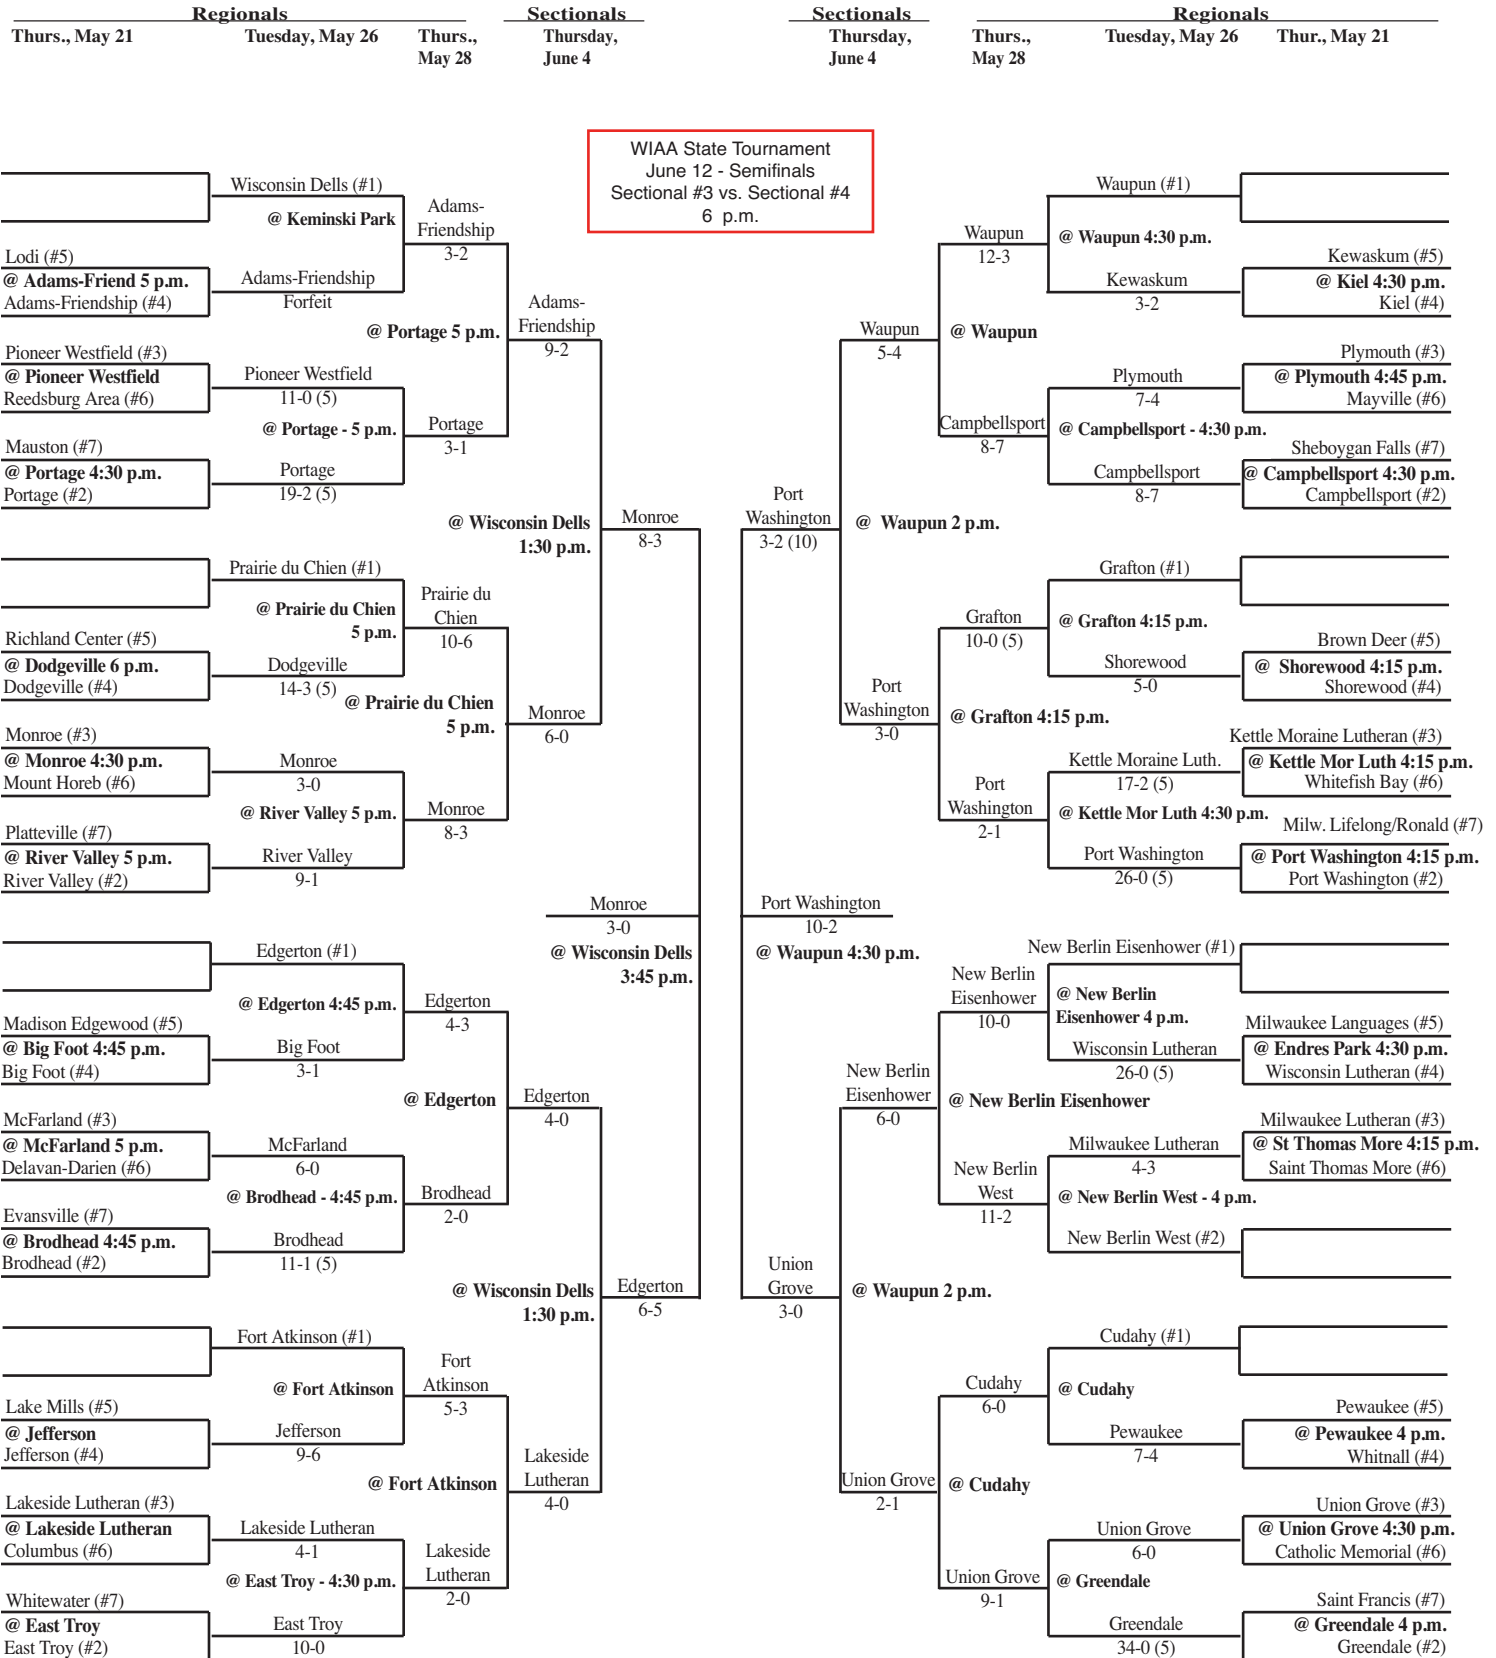 Regionals
Sectionals
Sectionals
Regionals
Thurs., May 21
Tuesday, May 26
Thurs.,
May 28
Thursday,
June 4
Thursday,
June 4
Thurs.,
May 28
Tuesday, May 26
Thur., May 21
WIAA State Tournament
June 12 - Semifinals
Sectional #3 vs. Sectional #4
6 p.m.
Lodi (#5)
@ Adams-Friend 5 p.m.
Adams-Friendship (#4)
Pioneer Westfield (#3)
@ Pioneer Westfield
Reedsburg Area (#6)
Mauston (#7)
@ Portage 4:30 p.m.
Portage (#2)
Richland Center (#5)
@ Dodgeville 6 p.m.
Dodgeville (#4)
Monroe (#3)
@ Monroe 4:30 p.m.
Mount Horeb (#6)
Platteville (#7)
@ River Valley 5 p.m.
River Valley (#2)
Madison Edgewood (#5)
@ Big Foot 4:45 p.m.
Big Foot (#4)
McFarland (#3)
@ McFarland 5 p.m.
Delavan-Darien (#6)
Evansville (#7)
@ Brodhead 4:45 p.m.
Brodhead (#2)
Lake Mills (#5)
@ Jefferson
Jefferson (#4)
Lakeside Lutheran (#3)
@ Lakeside Lutheran
Columbus (#6)
Whitewater (#7)
@ East Troy
East Troy (#2)
Wisconsin Dells (#1)
@ Keminski Park
Adams-Friendship
Forfeit
Pioneer Westfield
11-0 (5)
@ Portage - 5 p.m.
Portage
19-2 (5)
Prairie du Chien (#1)
@ Prairie du Chien
5 p.m.
Dodgeville
14-3 (5)
Monroe
3-0
@ River Valley 5 p.m.
River Valley
9-1
Edgerton (#1)
@ Edgerton 4:45 p.m.
Big Foot
3-1
McFarland
6-0
@ Brodhead - 4:45 p.m.
Brodhead
11-1 (5)
Fort Atkinson (#1)
@ Fort Atkinson
Jefferson
9-6
Lakeside Lutheran
4-1
@ East Troy - 4:30 p.m.
East Troy
10-0
Adams-
Friendship
3-2
@ Portage 5 p.m.
Portage
3-1
Prairie du
Chien
10-6
@ Prairie du Chien
5 p.m.
Monroe
8-3
Edgerton
4-3
@ Edgerton
Brodhead
2-0
Fort
Atkinson
5-3
@ Fort Atkinson
Lakeside
Lutheran
2-0
Adams-
Friendship
9-2
@ Wisconsin Dells
1:30 p.m.
Monroe
6-0
Edgerton
4-0
@ Wisconsin Dells
1:30 p.m.
Lakeside
Lutheran
4-0
Monroe
8-3
Monroe
3-0
@ Wisconsin Dells
3:45 p.m.
Edgerton
6-5
Port
Washington
3-2 (10)
Port Washington
10-2
@ Waupun 4:30 p.m.
Union
Grove
3-0
Waupun
5-4
@ Waupun 2 p.m.
Port
Washington
3-0
New Berlin
Eisenhower
6-0
@ Waupun 2 p.m.
Union Grove
2-1
Waupun
12-3
@ Waupun
Campbellsport
8-7
Grafton
10-0 (5)
@ Grafton 4:15 p.m.
Port
Washington
2-1
New Berlin
Eisenhower
10-0
@ New Berlin Eisenhower
New Berlin
West
11-2
Cudahy
6-0
@ Cudahy
Union Grove
9-1
Waupun (#1)
@ Waupun 4:30 p.m.
Kewaskum
3-2
Plymouth
7-4
@ Campbellsport - 4:30 p.m.
Campbellsport
8-7
Grafton (#1)
@ Grafton 4:15 p.m.
Shorewood
5-0
Kettle Moraine Luth.
17-2 (5)
@ Kettle Mor Luth 4:30 p.m.
Port Washington
26-0 (5)
New Berlin Eisenhower (#1)
@ New Berlin
Eisenhower 4 p.m.
Wisconsin Lutheran
26-0 (5)
Milwaukee Lutheran
4-3
@ New Berlin West - 4 p.m.
New Berlin West (#2)
Cudahy (#1)
@ Cudahy
Pewaukee
7-4
Union Grove
6-0
@ Greendale
Greendale
34-0 (5)
Kewaskum (#5)
@ Kiel 4:30 p.m.
Kiel (#4)
Plymouth (#3)
@ Plymouth 4:45 p.m.
Mayville (#6)
Sheboygan Falls (#7)
@ Campbellsport 4:30 p.m.
Campbellsport (#2)
Brown Deer (#5)
@ Shorewood 4:15 p.m.
Shorewood (#4)
Kettle Moraine Lutheran (#3)
@ Kettle Mor Luth 4:15 p.m.
Whitefish Bay (#6)
Milw. Lifelong/Ronald (#7)
@ Port Washington 4:15 p.m.
Port Washington (#2)
Milwaukee Languages (#5)
@ Endres Park 4:30 p.m.
Wisconsin Lutheran (#4)
Milwaukee Lutheran (#3)
@ St Thomas More 4:15 p.m.
Saint Thomas More (#6)
Pewaukee (#5)
@ Pewaukee 4 p.m.
Whitnall (#4)
Union Grove (#3)
@ Union Grove 4:30 p.m.
Catholic Memorial (#6)
Saint Francis (#7)
@ Greendale 4 p.m.
Greendale (#2)